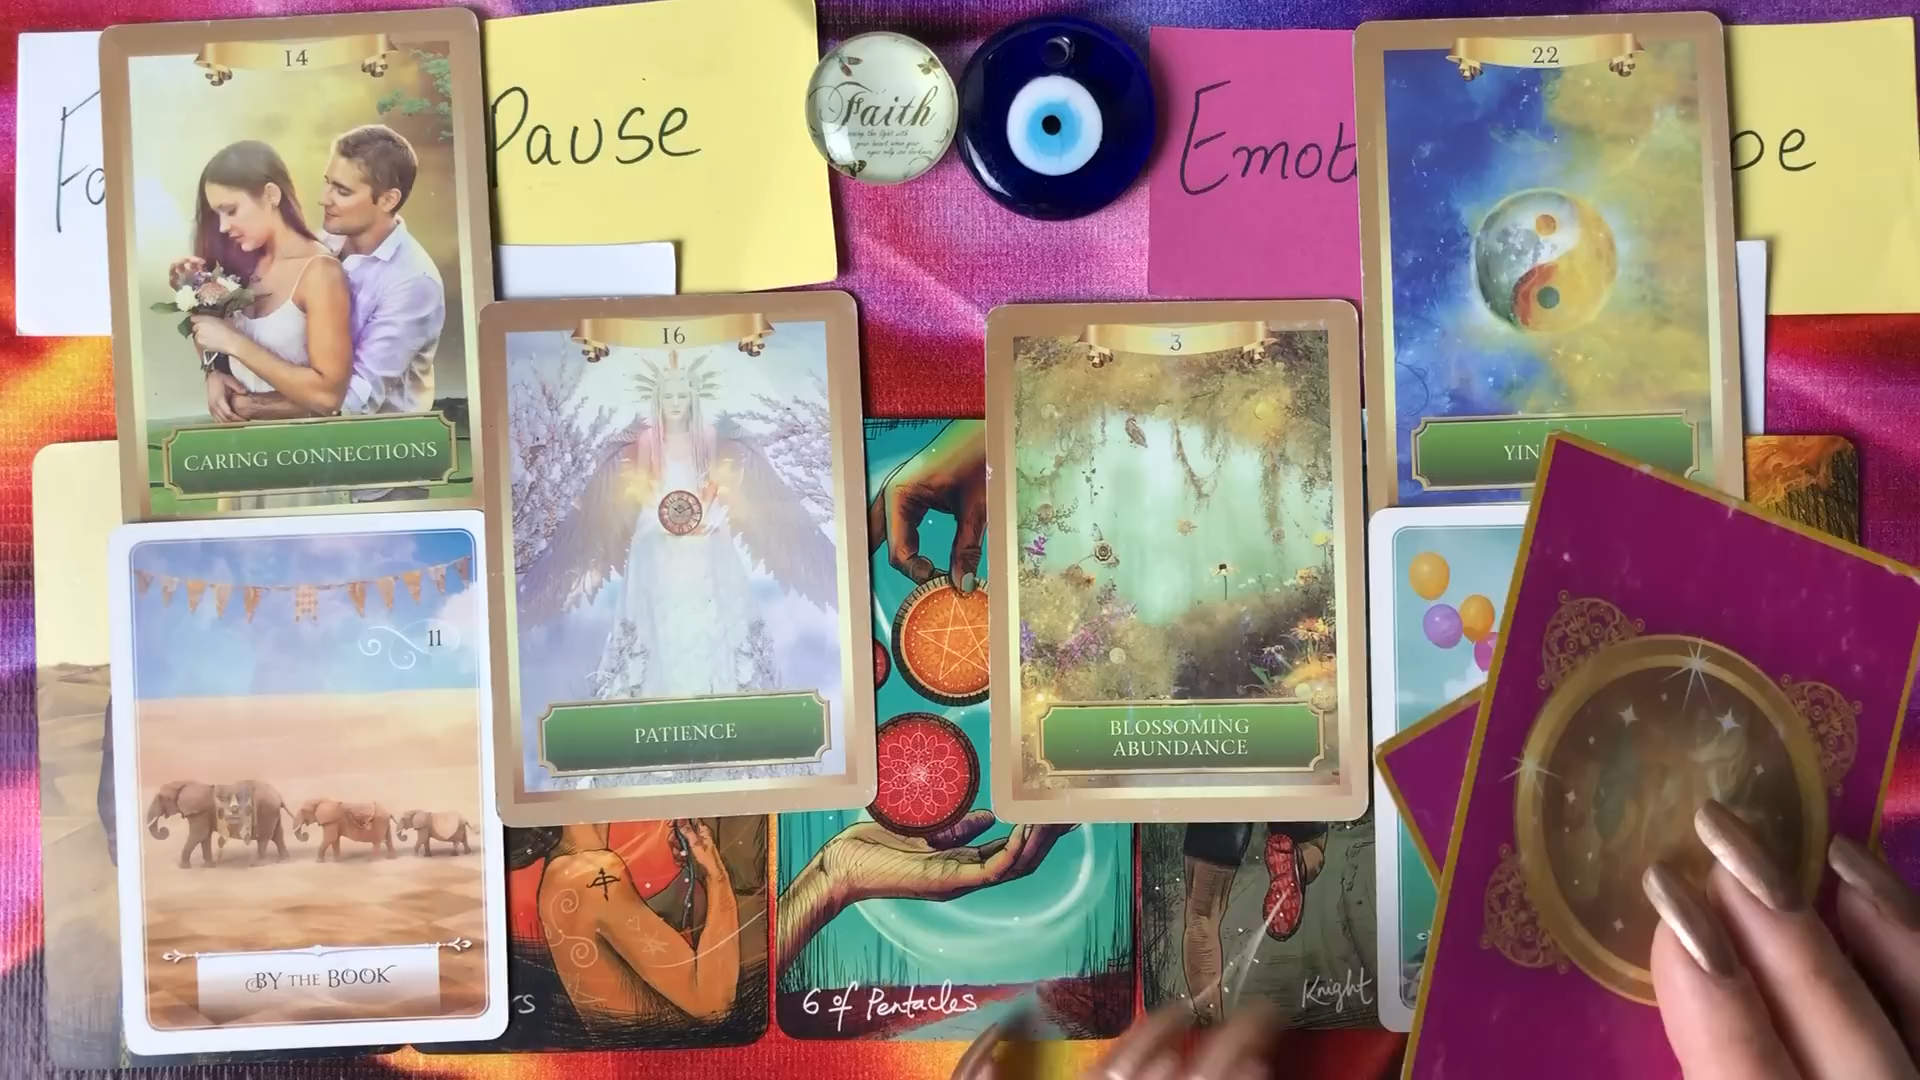 14
Pause
Faith
Emot
22
oe
CARING CONNECTIONS
16
3
YIN
11
PATIENCE
BLOSSOMING
ABUNDANCE
BY THE BOOK
rs
6 of Pentacles
Knight